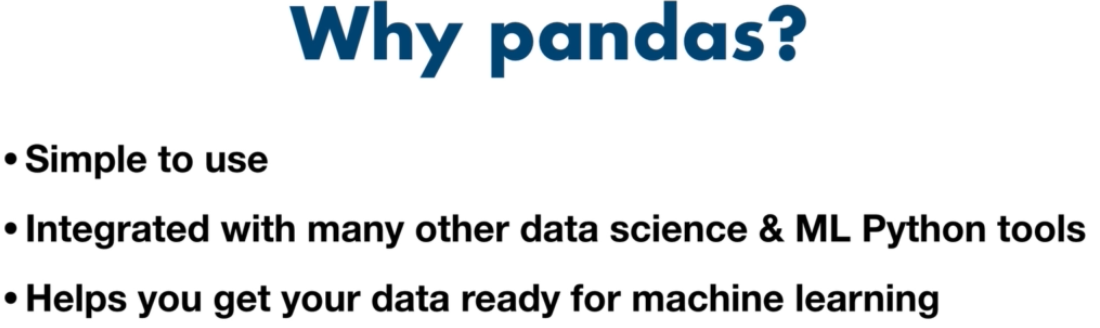 Why pandas?
• Simple to use
• Integrated with many other data science & ML Python tools
• Helps you get your data ready for machine learning